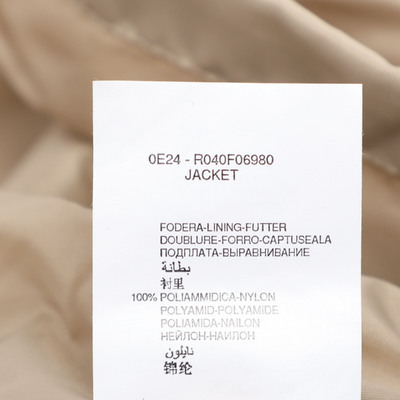 0E24 - R040F06980
JACKET
FODERA-LINING-FUTTER
DOUBLURE-FORRO-CAPTUSEALA
ПОДПЛАТА-ВЫРАВНИВАНИЕ
بطانة
衬里
100% POLIAMMIDICA-NYLON
POLYAMID-POLYAMIDE
POLIAMIDA-NAILON
НЕЙЛОН-НАИЛОН
نايلون
锦纶